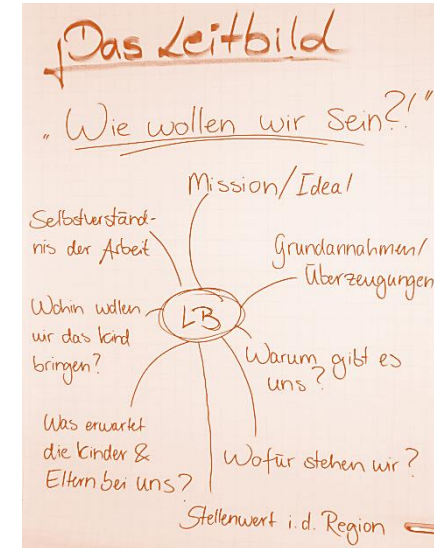 Das Leitbild
"Wie wollen wir Sein?!"
Mission/Ideal
Selbstverständ-
nis der Arbeit
Grundannahmen/
Überzeugungen
LB
Wohin wollen
wir das Kind
bringen?
Warum gibt es
uns?
Was erwartet
die Kinder &
Eltern bei uns?
Wofür stehen wir?
Stellenwert i.d. Region